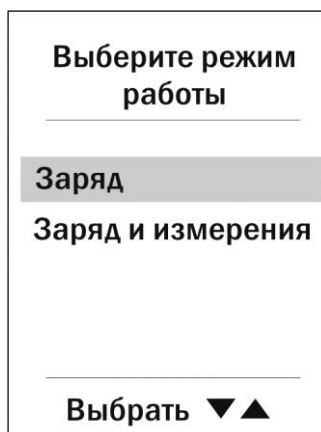 Выберите режим
работы
Заряд
Заряд и измерения
Выбрать ▼▲